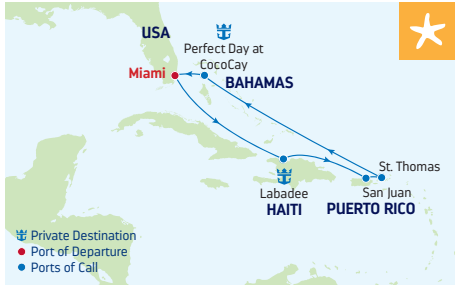 USA
Perfect Day at
CocoCay
Miami
BAHAMAS
St. Thomas
San Juan
Labadee
HAITI
PUERTO RICO
Private Destination
Port of Departure
Ports of Call